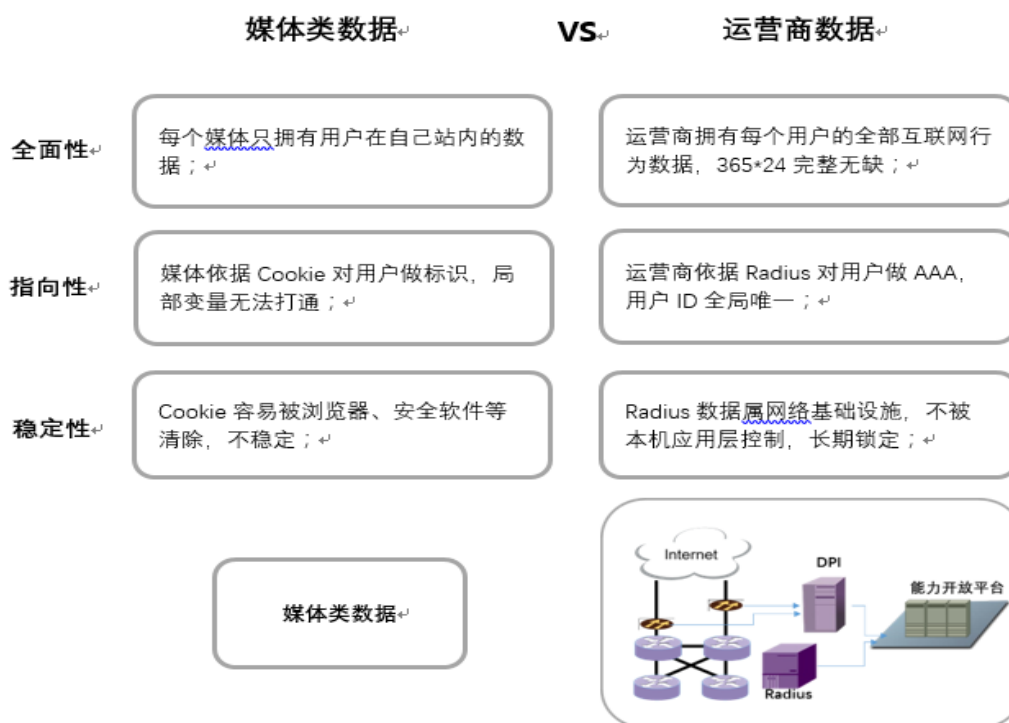 媒体类数据 VS 运营商数据
全面性
每个媒体只拥有用户在自己站内的数
据；
运营商拥有每个用户的全部互联网行
为数据，365*24 完整无缺；
指向性
媒体依据 Cookie 对用户做标识，局
部变量无法打通；
运营商依据 Radius 对用户做 AAA，
用户 ID 全局唯一；
稳定性
Cookie 容易被浏览器、安全软件等
清除，不稳定；
Radius 数据属网络基础设施，不被
本机应用层控制，长期锁定；
媒体类数据
Internet
DPI
能力开放平台
Radius